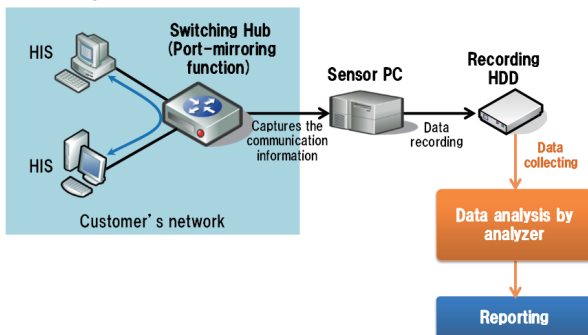 HIS
Switching Hub
(Port-mirroring
function)
HIS
Customer's network
Captures the
communication
information
Sensor PC
Data
recording
Recording
HDD
Data
collecting
Data analysis by
analyzer
Reporting